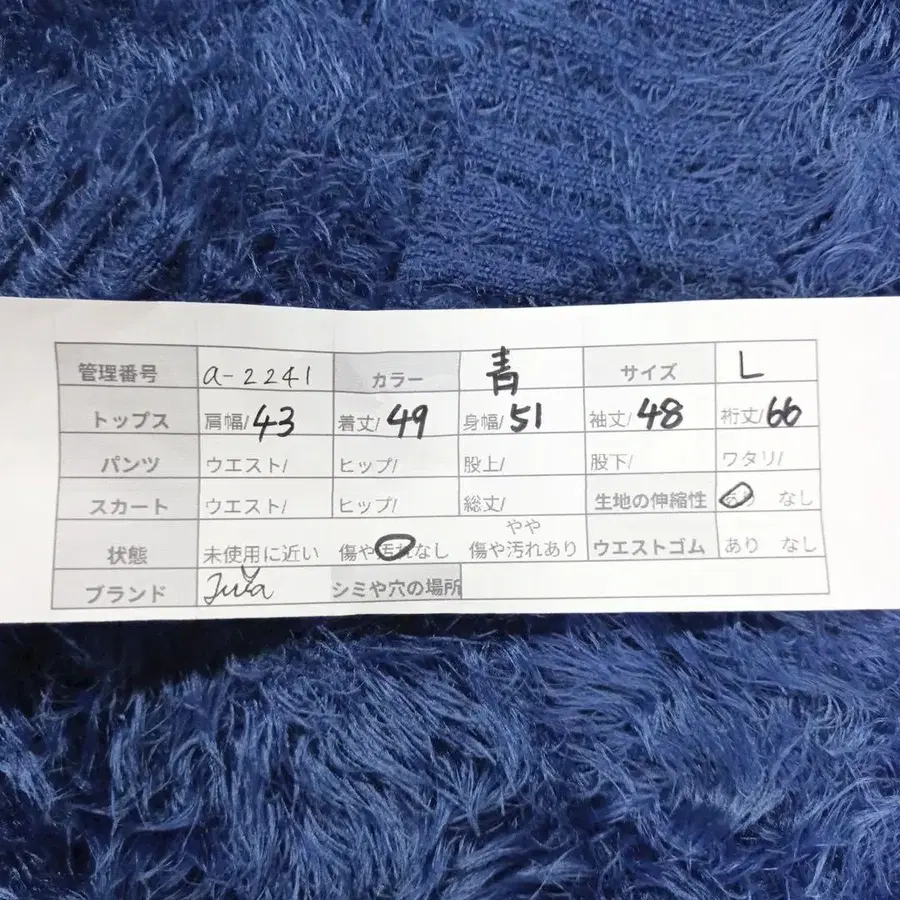 管理番号 a-2241 カラー 青 サイズ L
トップス 肩幅/43 着丈/49 身幅/51 袖丈/48 裄丈/66
パンツ ウエスト/ ヒップ/ 股上/ 股下/ ワタリ/
スカート ウエスト/ ヒップ/ 総丈/ 生地の伸縮性 あり なし
状態 未使用に近い 傷や汚れなし やや
傷や汚れあり ウエストゴム あり なし
ブランド シミや穴の場所